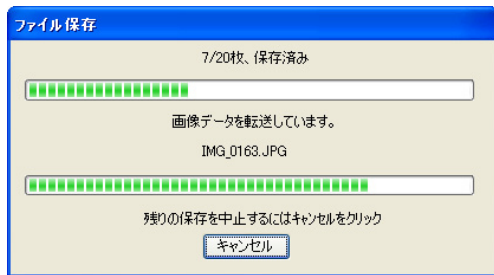 ファイル保存
7/20枚、保存済み
画像データを転送しています。
IMG_0163.JPG
残りの保存を中止するにはキャンセルをクリック
キャンセル